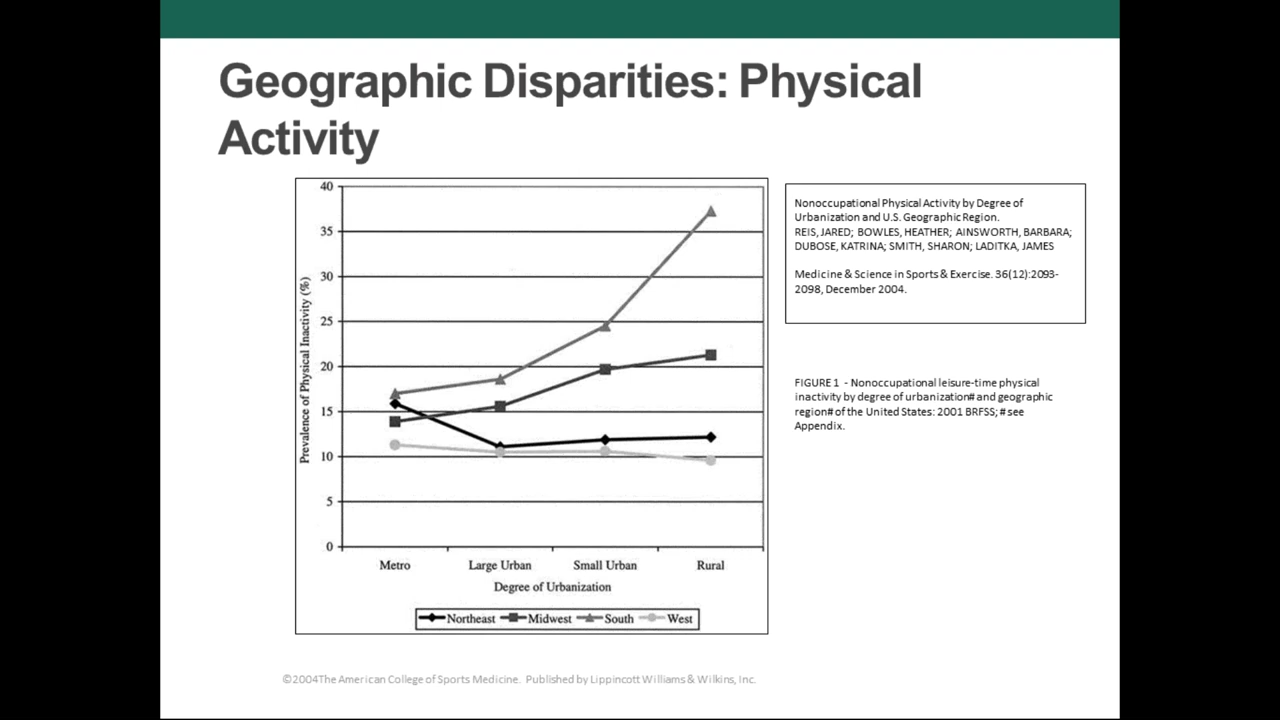 Geographic Disparities: Physical
Activity
40
35
30
25
20
15
10
5
0
Prevalence of Physical Inactivity (%)
Metro
Large Urban
Small Urban
Rural
Degree of Urbanization
Northeast
Midwest
South
West
Nonoccupational Physical Activity by Degree of
Urbanization and U.S. Geographic Region.
REIS, JARED; BOWLES, HEATHER; AINSWORTH, BARBARA;
DUBOSE, KATRINA; SMITH, SHARON; LADITKA, JAMES
Medicine & Science in Sports & Exercise. 36(12):2093-
2098, December 2004.
FIGURE 1 - Nonoccupational leisure-time physical
inactivity by degree of urbanization# and geographic
region# of the United States: 2001 BRFSS; # see
Appendix.
©2004The American College of Sports Medicine. Published by Lippincott Williams & Wilkins, Inc.